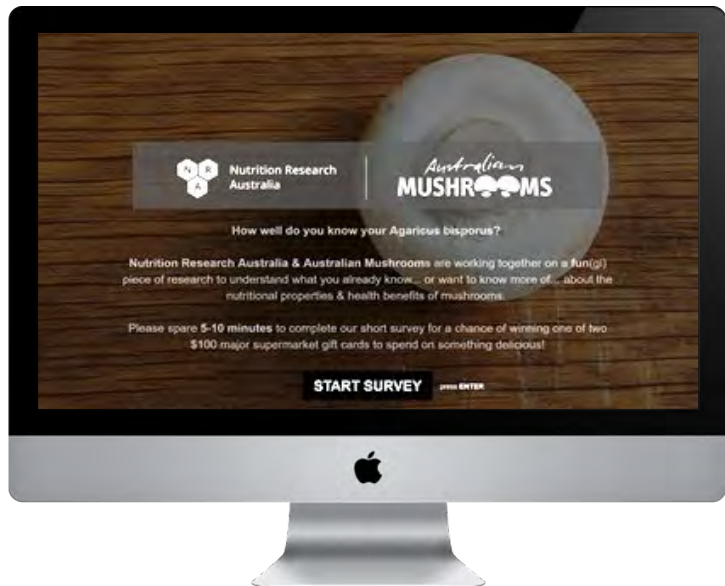 N R
A
Nutrition Research
Australia
Australian
MUSHROOMS
How well do you know your Agaricus bisporus?
Nutrition Research Australia & Australian Mushrooms are working together on a fun(gi)
piece of research to understand what you already know... or want to know more of... about the
nutritional properties & health benefits of mushrooms.
Please spare 5-10 minutes to complete our short survey for a chance of winning one of two
$100 major supermarket gift cards to spend on something delicious!
START SURVEY press ENTER